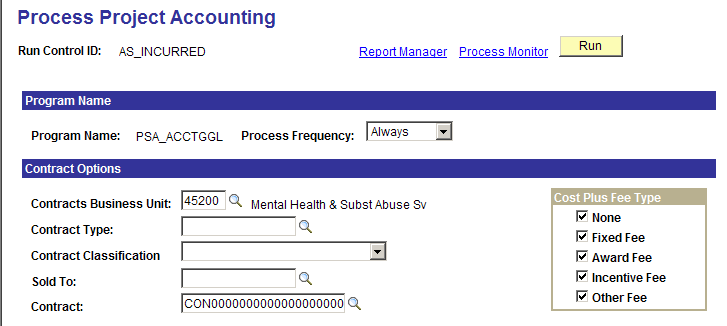 Process Project Accounting
Run Control ID: AS_INCURRED Report Manager Process Monitor Run
Program Name
Program Name: PSA_ACCTGGL Process Frequency: Always
Contract Options
Contracts Business Unit: 45200 Mental Health & Subst Abuse Sv
Contract Type:
Contract Classification
Sold To:
Contract: CON0000000000000000000
Cost Plus Fee Type
None
Fixed Fee
Award Fee
Incentive Fee
Other Fee